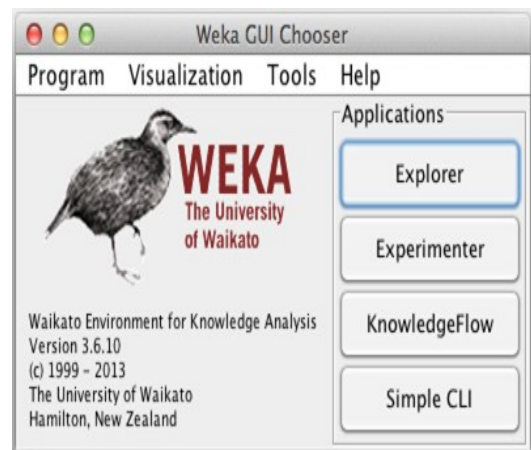 Weka GUI Chooser
Program Visualization Tools Help
WEKA
The University
of Waikato
Waikato Environment for Knowledge Analysis
Version 3.6.10
(c) 1999 - 2013
The University of Waikato
Hamilton, New Zealand
Applications
Explorer
Experimenter
KnowledgeFlow
Simple CLI